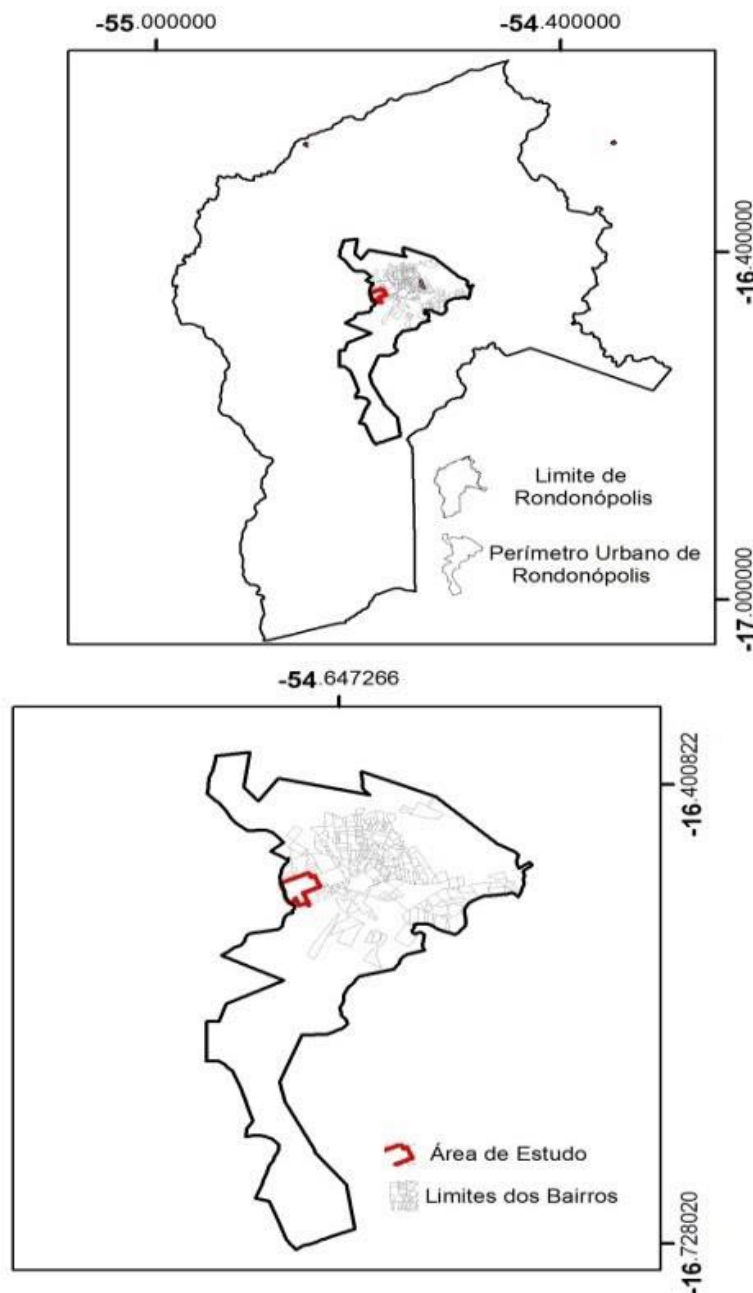 -55.000000
-54.400000
-16.400000
Limite de
Rondonópolis
Perímetro Urbano de
Rondonópolis
-17.000000
-54.647266
-16.400822
Área de Estudo
Limites dos Bairros
-16.728020